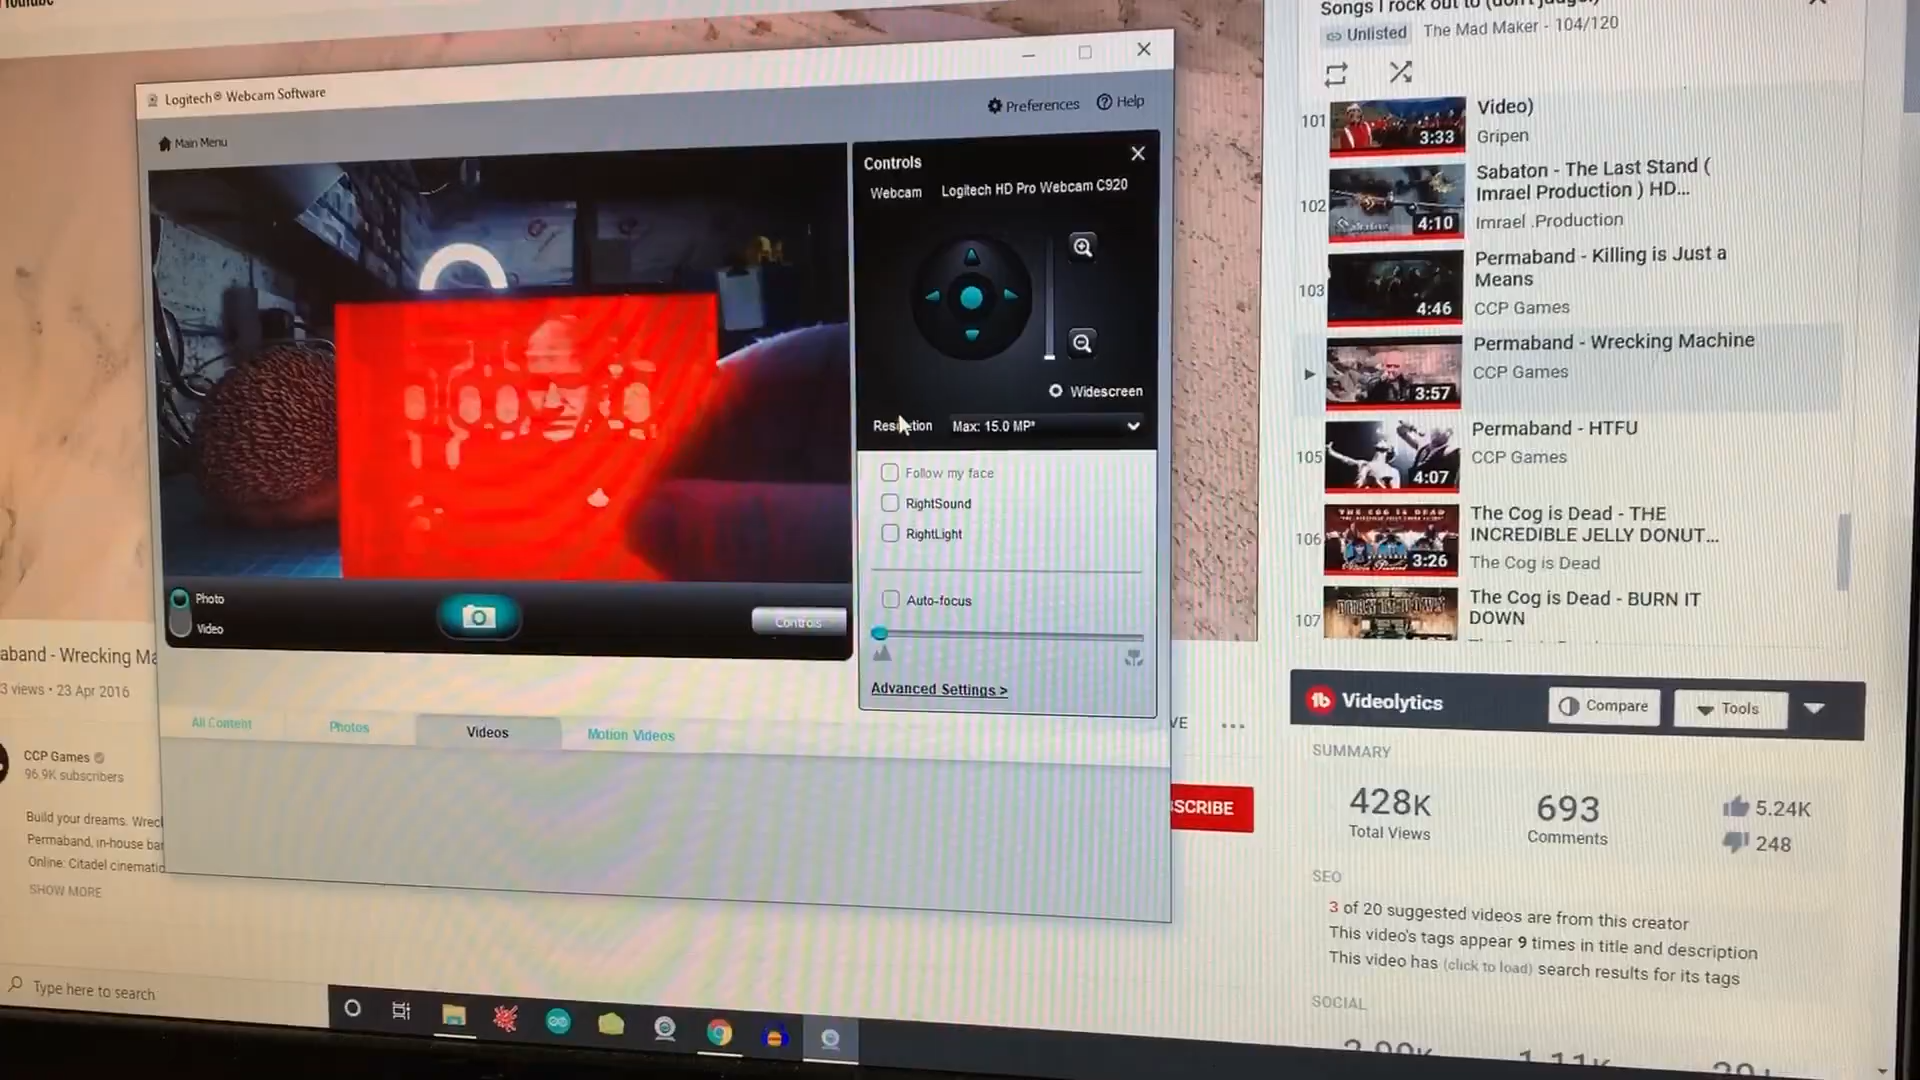 Songs I rock out to (don't judge!)
Unlisted The Mad Maker - 104/120
Logitech® Webcam Software
Preferences Help
Main Menu
Controls
Webcam Logitech HD Pro Webcam C920
Widescreen
Max: 15.0 MP*
Follow my face
RightSound
RightLight
Auto-focus
Advanced Settings >
Photo
Video
Controls
All Content Photos Videos Motion Videos
101
3:33
Video)
Gripen
102
4:10
Sabaton - The Last Stand (
Imrael Production ) HD...
Imrael .Production
103
4:46
Permaband - Killing is Just a
Means
CCP Games
3:57
Permaband - Wrecking Machine
CCP Games
105
4:07
Permaband - HTFU
CCP Games
106
THE COG IS DEAD
3:26
The Cog is Dead - THE
INCREDIBLE JELLY DONUT...
The Cog is Dead
107
The Cog is Dead - BURN IT
DOWN
aband - Wrecking Ma
3 views • 23 Apr 2016
CCP Games
96.9K subscribers
Build your dreams. Wrec
Permaband, in-house ba
Online: Citadel cinematic
SHOW MORE
VE ...
SCRIBE
Videolytics Compare Tools
SUMMARY
428K 693 5.24K
Total Views Comments 248
SEO
3 of 20 suggested videos are from this creator
This video's tags appear 9 times in title and description
This video has (click to load) search results for its tags
SOCIAL
Type here to search